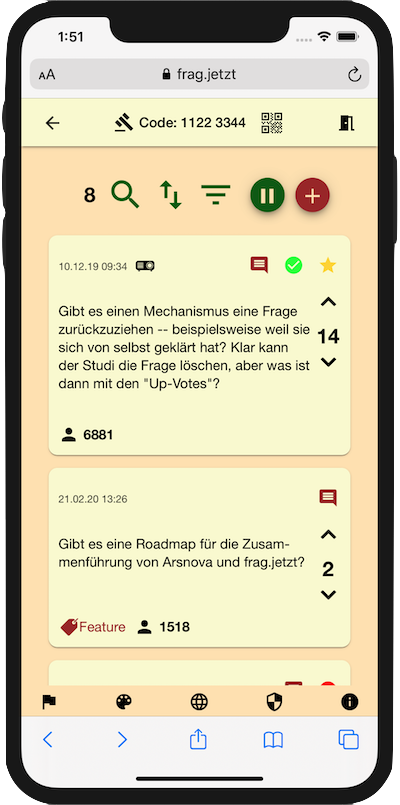 1:51
AA
frag.jetzt
Code: 1122 3344
8
10.12.19 09:34
Gibt es einen Mechanismus eine Frage
zurückzuziehen -- beispielsweise weil sie
sich von selbst geklärt hat? Klar kann
der Studi die Frage löschen, aber was ist
dann mit den "Up-Votes"?
14
6881
21.02.20 13:26
Gibt es eine Roadmap für die Zusam-
menführung von Arsnova und frag.jetzt?
2
Feature
1518